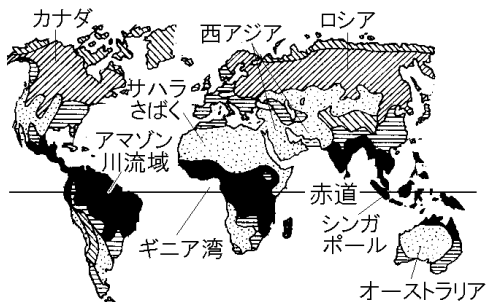 カナダ
西アジア
ロシア
サハラ
さばく
アマゾン
川流域
赤道
ギニア湾
シンガ
ポール
オーストラリア